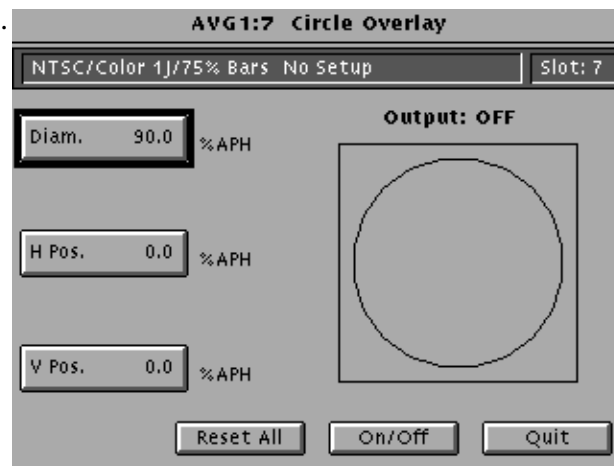 AVG1:7 Circle Overlay
NTSC/Color 1J/75% Bars No Setup Slot: 7
Output: OFF
Diam. 90.0 %APH
H Pos. 0.0 %APH
V Pos. 0.0 %APH
Reset All On/Off Quit